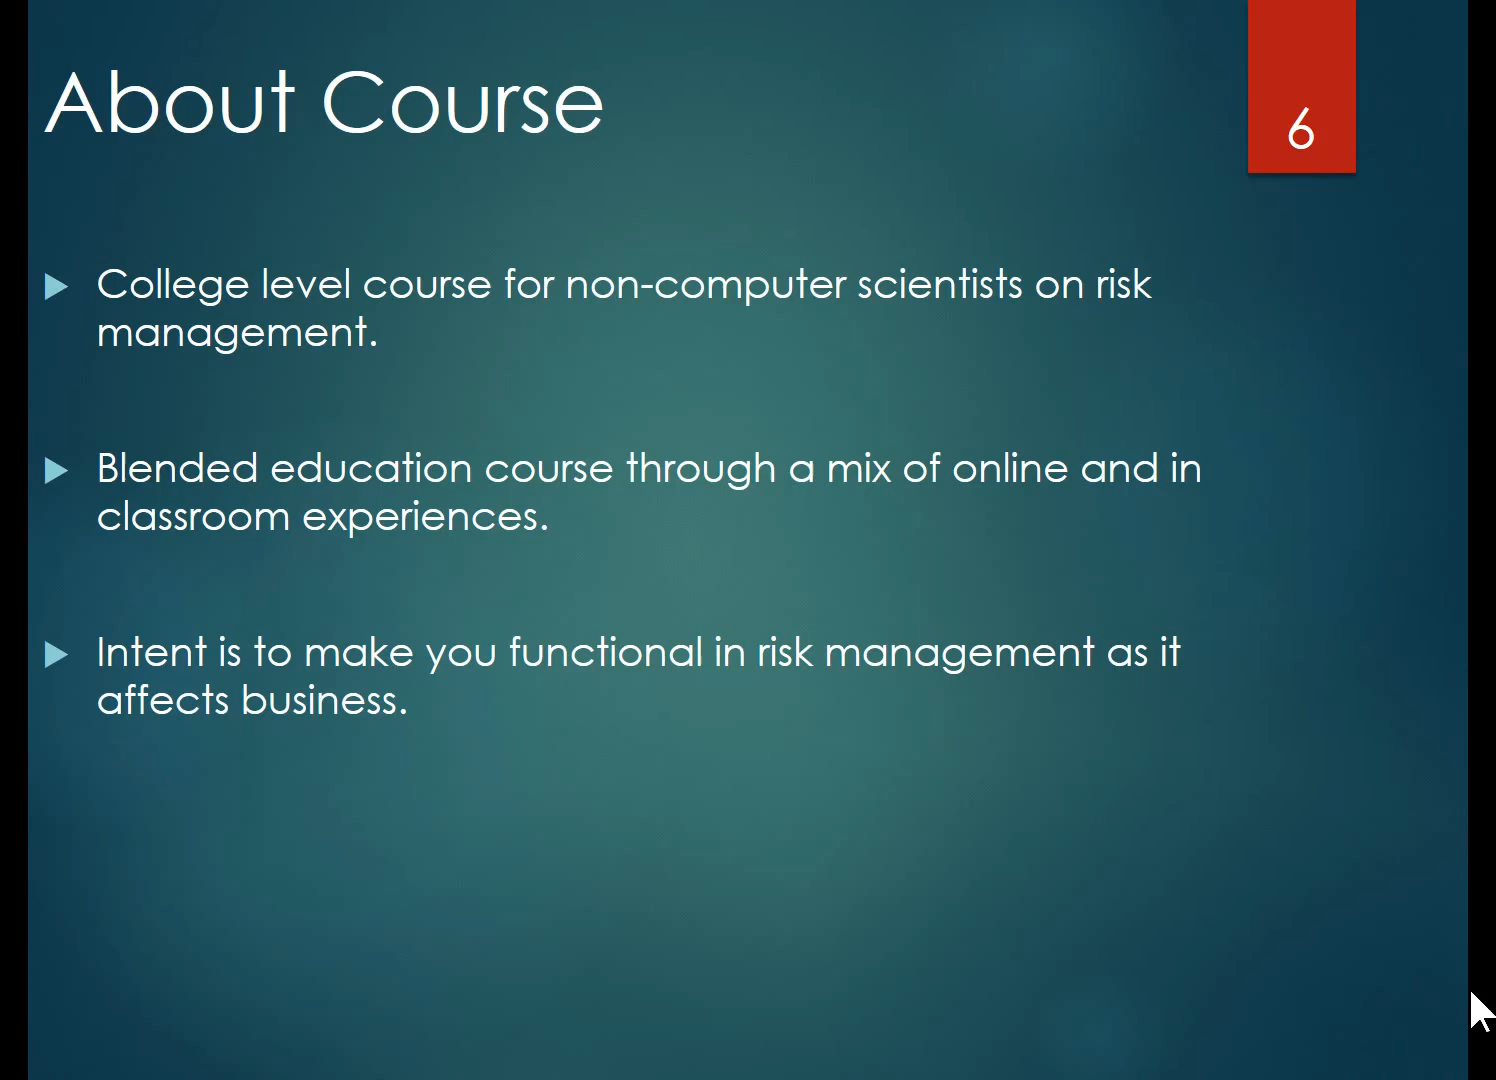 About Course
6
College level course for non-computer scientists on risk
management.
Blended education course through a mix of online and in
classroom experiences.
Intent is to make you functional in risk management as it
affects business.